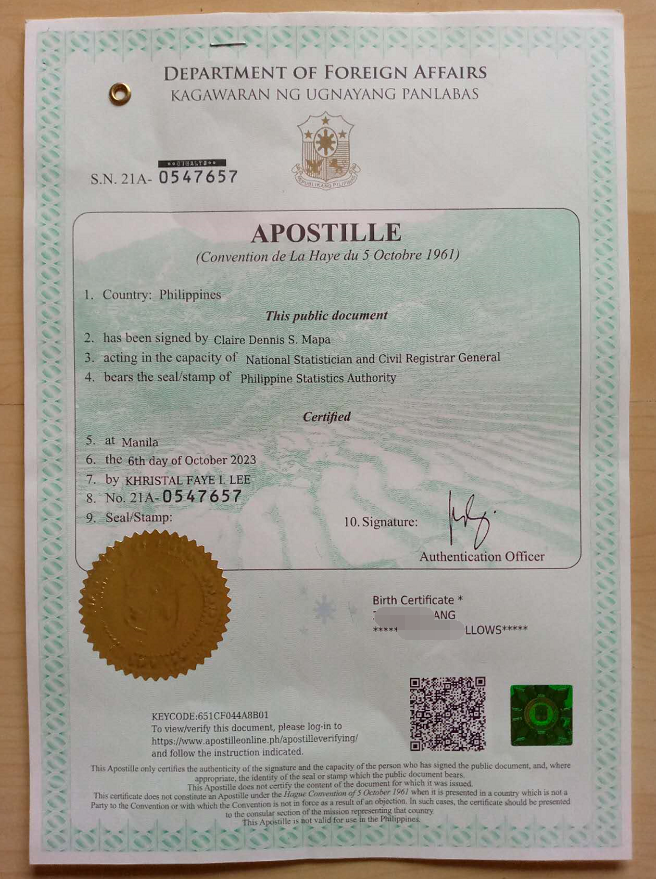 DEPARTMENT OF FOREIGN AFFAIRS
KAGAWARAN NG UGNAYANG PANLABAS
S.N. 21A-0547657
APOSTILLE
(Convention de La Haye du 5 Octobre 1961)
1. Country: Philippines
This public document
2. has been signed by Claire Dennis S. Mapa
3. acting in the capacity of National Statistician and Civil Registrar General
4. bears the seal/stamp of Philippine Statistics Authority
Certified
5. at Manila
6. the 6th day of October 2023
7. by KHRISTAL FAYE I. LEE
8. No. 21A-0547657
9. Seal/Stamp:
10. Signature:
Authentication Officer
Birth Certificate *
ANG
***** LLOWS*****
KEYCODE:651CF044A8B01
To view/verify this document, please log-in to
https://www.apostilleonline.ph/apostilleverifying/
and follow the instruction indicated.
This Apostille only certifies the authenticity of the signature and the capacity of the person who has signed the public document, and, where
appropriate, the identity of the seal or stamp which the public document bears.
This Apostille does not certify the content of the document for which it was issued.
This certificate does not constitute an Apostille under the Hague Convention of 5 October 1961 when it is presented in a country which is not a
Party to the Convention or with which the Convention is not in force as a result of an objection. In such cases, the certificate should be presented
to the consular section of the mission representing that country
This Apostille is not valid for use in the Philippines.